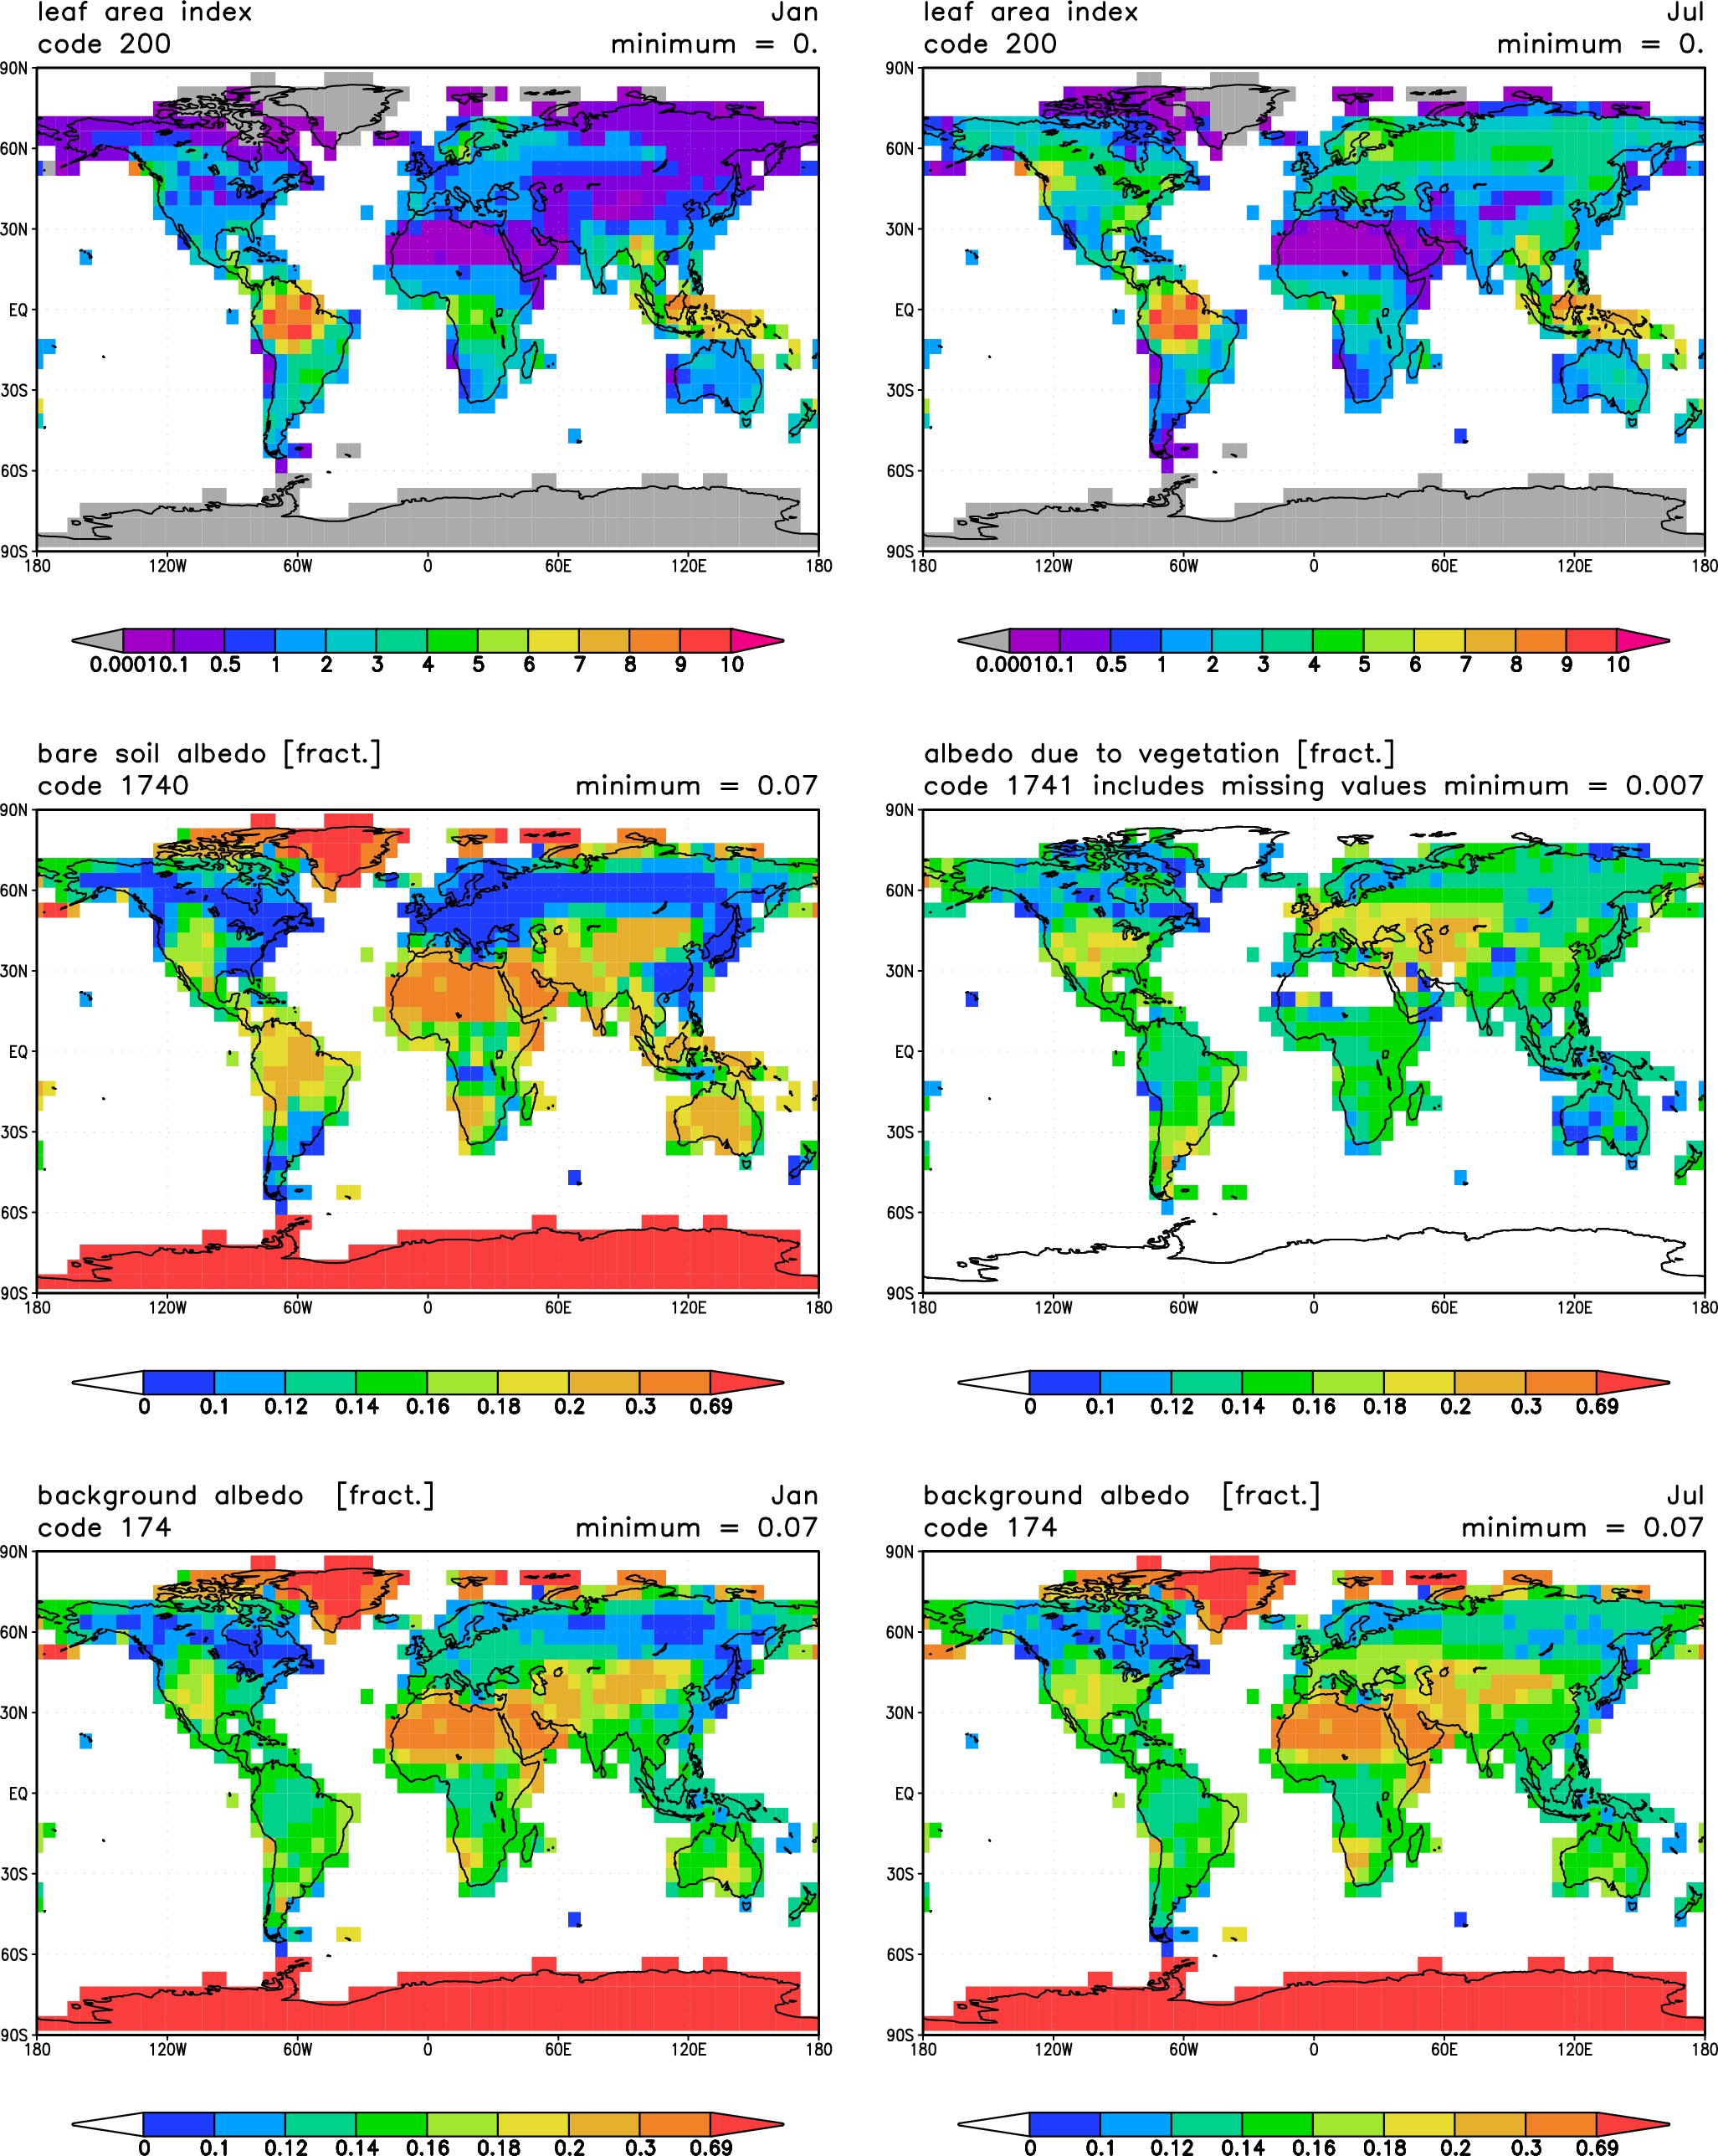 leaf area index Jan
code 200 minimum = 0.
90N
60N
30N
EQ
30S
60S
90S
180 120W 60W 0 60E 120E 180
0.0001 0.1 0.5 1 2 3 4 5 6 7 8 9 10
leaf area index Jul
code 200 minimum = 0.
90N
60N
30N
EQ
30S
60S
90S
180 120W 60W 0 60E 120E 180
0.0001 0.1 0.5 1 2 3 4 5 6 7 8 9 10
bare soil albedo [fract.]
code 1740 minimum = 0.07
90N
60N
30N
EQ
30S
60S
90S
180 120W 60W 0 60E 120E 180
0 0.1 0.12 0.14 0.16 0.18 0.2 0.3 0.69
albedo due to vegetation [fract.]
code 1741 includes missing values minimum = 0.007
90N
60N
30N
EQ
30S
60S
90S
180 120W 60W 0 60E 120E 180
0 0.1 0.12 0.14 0.16 0.18 0.2 0.3 0.69
background albedo [fract.] Jan
code 174 minimum = 0.07
90N
60N
30N
EQ
30S
60S
90S
180 120W 60W 0 60E 120E 180
0 0.1 0.12 0.14 0.16 0.18 0.2 0.3 0.69
background albedo [fract.] Jul
code 174 minimum = 0.07
90N
60N
30N
EQ
30S
60S
90S
180 120W 60W 0 60E 120E 180
0 0.1 0.12 0.14 0.16 0.18 0.2 0.3 0.69